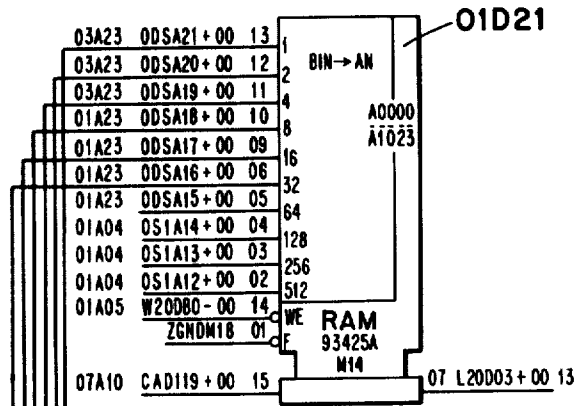 01D21
03A23 0DSA21+00 13 1
03A23 0DSA20+00 12 2
03A23 0DSA19+00 11 4
01A23 0DSA18+00 10 8
01A23 0DSA17+00 09 16
01A23 0DSA16+00 06 32
01A23 0DSA15+00 05 64
01A04 0S1A14+00 04 128
01A04 0S1A13+00 03 256
01A04 0S1A12+00 02 512
01A05 W20DB0-00 14 WE
ZGNDM18 01 F
BIN→AN
A0000
A1023
RAM
93425A
M14
07A10 CAD119+00 15
07 L20D03+00 13